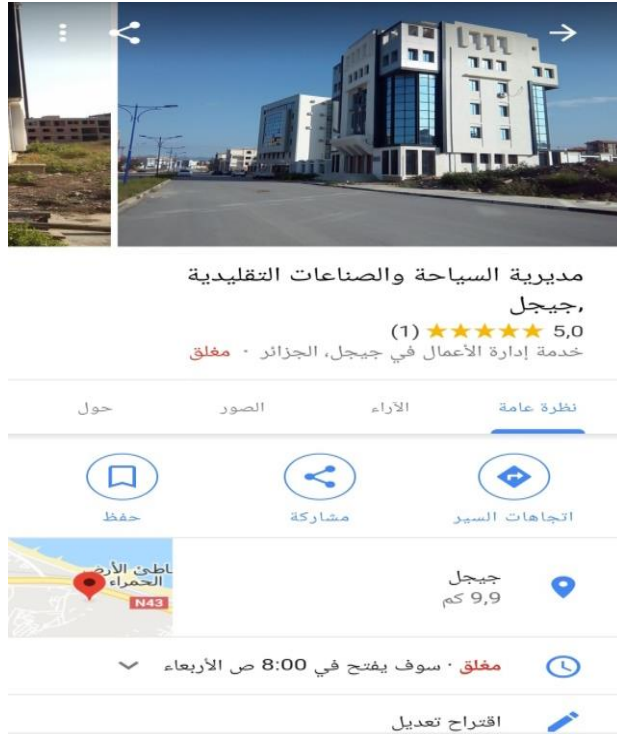 مديرية السياحة والصناعات التقليدية
,جيجل
5,0 (1)
خدمة إدارة الأعمال في جيجل، الجزائر · مغلق
نظرة عامة
الآراء
الصور
حول
اتجاهات السير
مشاركة
حفظ
جيجل
9,9 كم
الحمراء
N43
مغلق · سوف يفتح في 8:00 ص الأربعاء
اقتراح تعديل